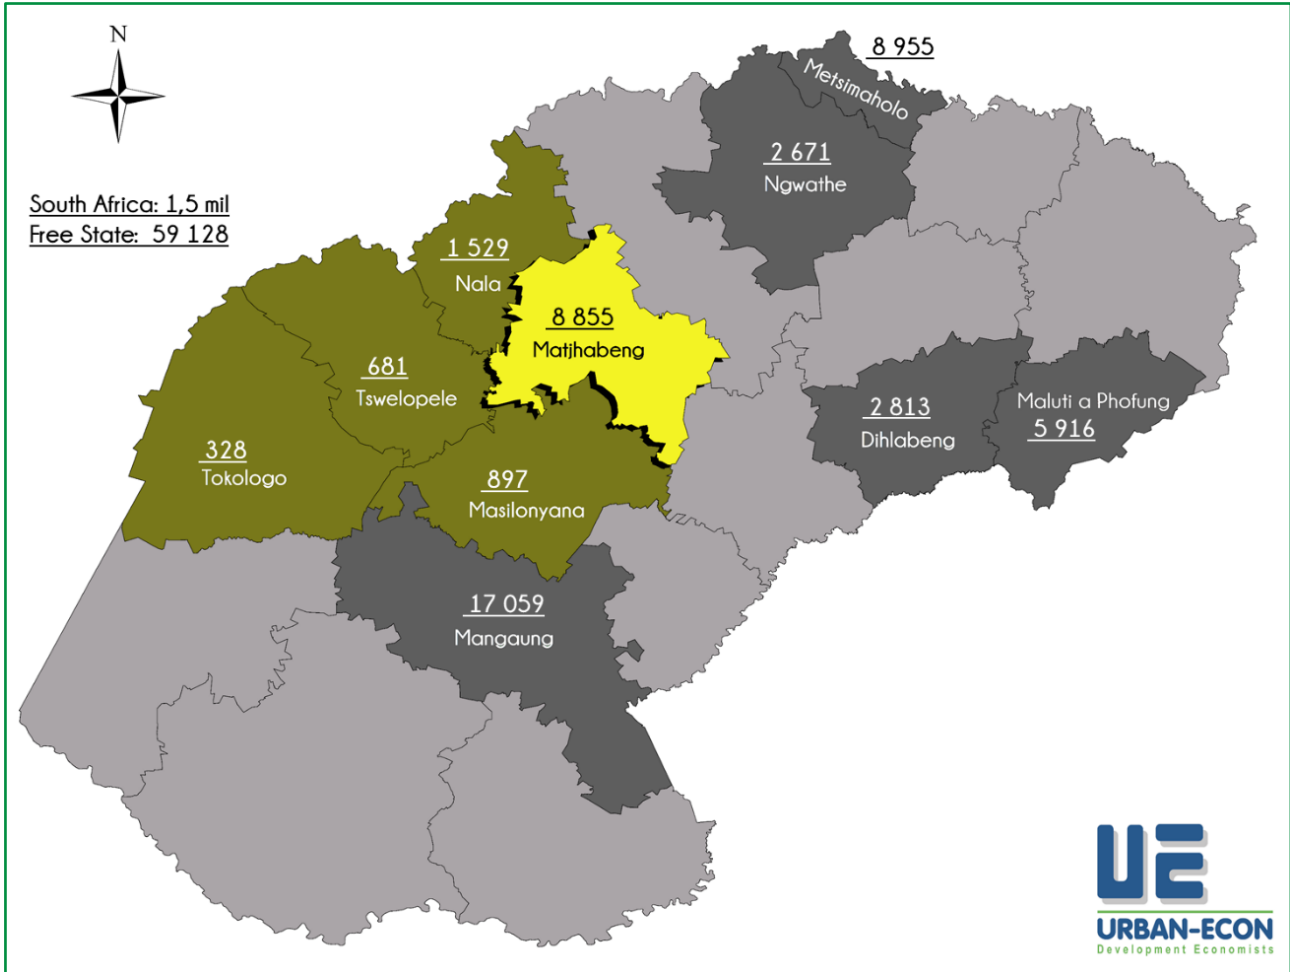 N
8 955
Metsimaholo
2 671
Ngwathe
South Africa: 1,5 mil
Free State: 59 128
1 529
Nala
8 855
Matjhabeng
681
Tswelopele
2 813
Dihlabeng
Maluti a Phofung
5 916
328
Tokologo
897
Masilonyana
17 059
Mangaung
UE
URBAN-ECON
Development Economists